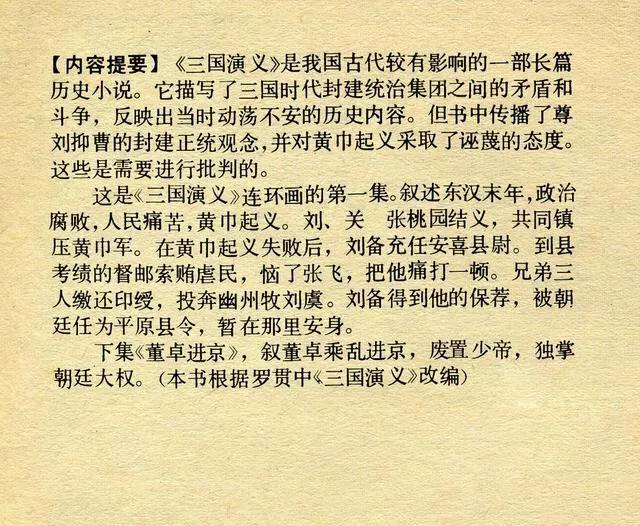 【内容提要】《三国演义》是我国古代较有影响的一部长篇
历史小说。它描写了三国时代封建统治集团之间的矛盾和
斗争，反映出当时动荡不安的历史内容。但书中传播了尊
刘抑曹的封建正统观念，并对黄巾起义采取了诬蔑的态度。
这些是需要进行批判的。
这是《三国演义》连环画的第一集。叙述东汉末年，政治
腐败，人民痛苦，黄巾起义。刘、关　张桃园结义，共同镇
压黄巾军。在黄巾起义失败后，刘备充任安喜县尉。到县
考绩的督邮索贿虐民，恼了张飞，把他痛打一顿。兄弟三
人缴还印绶，投奔幽州牧刘虞。刘备得到他的保荐，被朝
廷任为平原县令，暂在那里安身。
下集《董卓进京》，叙董卓乘乱进京，废置少帝，独掌
朝廷大权。（本书根据罗贯中《三国演义》改编）